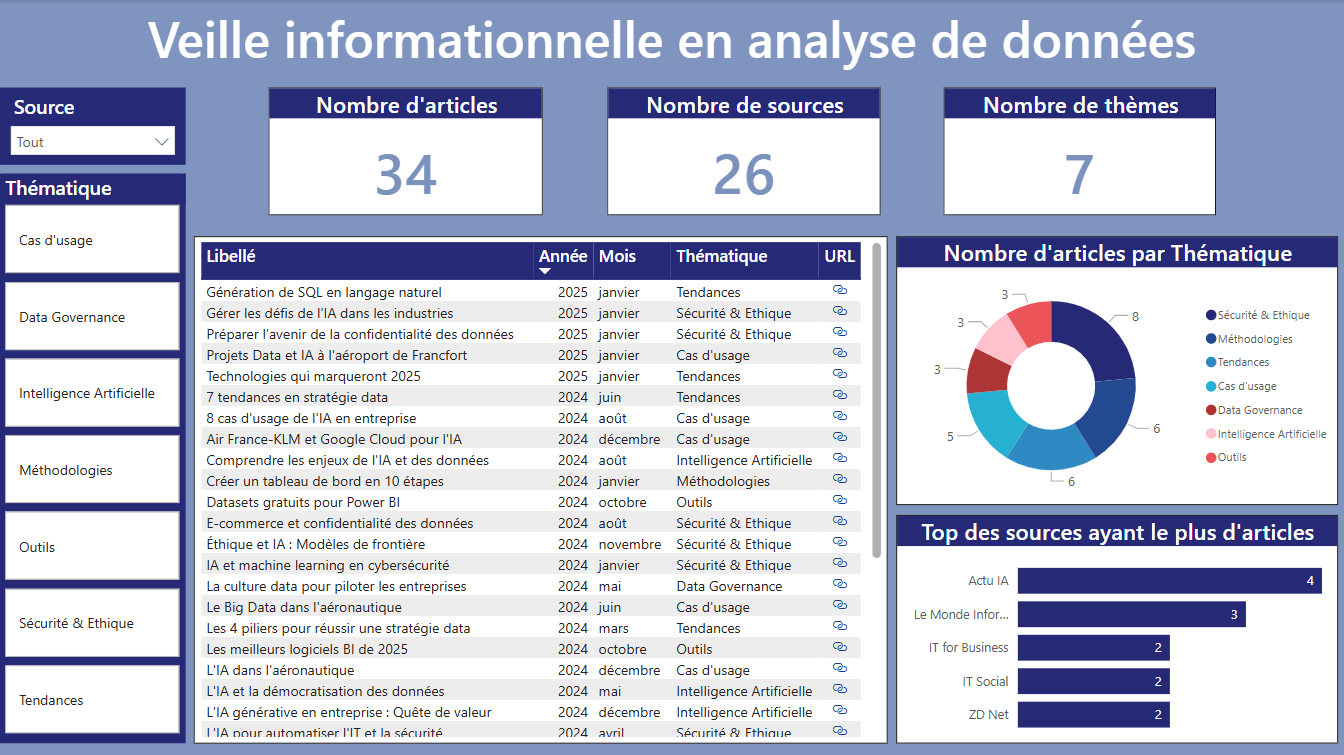 Veille informationnelle en analyse de données
Source
Tout
Thématique
Cas d'usage
Data Governance
Intelligence Artificielle
Méthodologies
Outils
Sécurité & Ethique
Tendances
Nombre d'articles
34
Nombre de sources
26
Nombre de thèmes
7
Libellé Année Mois Thématique URL
Génération de SQL en langage naturel 2025 janvier Tendances
Gérer les défis de l'IA dans les industries 2025 janvier Sécurité & Ethique
Préparer l’avenir de la confidentialité des données 2025 janvier Sécurité & Ethique
Projets Data et IA à l'aéroport de Francfort 2025 janvier Cas d'usage
Technologies qui marqueront 2025 2025 janvier Tendances
7 tendances en stratégie data 2024 juin Tendances
8 cas d'usage de l'IA en entreprise 2024 août Cas d'usage
Air France-KLM et Google Cloud pour l'IA 2024 décembre Cas d'usage
Comprendre les enjeux de l'IA et des données 2024 août Intelligence Artificielle
Créer un tableau de bord en 10 étapes 2024 janvier Méthodologies
Datasets gratuits pour Power BI 2024 octobre Outils
E-commerce et confidentialité des données 2024 août Sécurité & Ethique
Éthique et IA : Modèles de frontière 2024 novembre Sécurité & Ethique
IA et machine learning en cybersécurité 2024 janvier Sécurité & Ethique
La culture data pour piloter les entreprises 2024 mai Data Governance
Le Big Data dans l'aéronautique 2024 juin Cas d'usage
Les 4 piliers pour réussir une stratégie data 2024 mars Tendances
Les meilleurs logiciels BI de 2025 2024 octobre Outils
L'IA dans l'aéronautique 2024 décembre Cas d'usage
L'IA et la démocratisation des données 2024 mai Intelligence Artificielle
L'IA générative en entreprise : Quête de valeur 2024 décembre Intelligence Artificielle
L'IA pour automatiser l'IT et la sécurité 2024 avril Sécurité & Ethique
Nombre d'articles par Thématique
3
8
3
3
5
6
6
Sécurité & Ethique
Méthodologies
Tendances
Cas d'usage
Data Governance
Intelligence Artificielle
Outils
Top des sources ayant le plus d'articles
Actu IA 4
Le Monde Infor... 3
IT for Business 2
IT Social 2
ZD Net 2